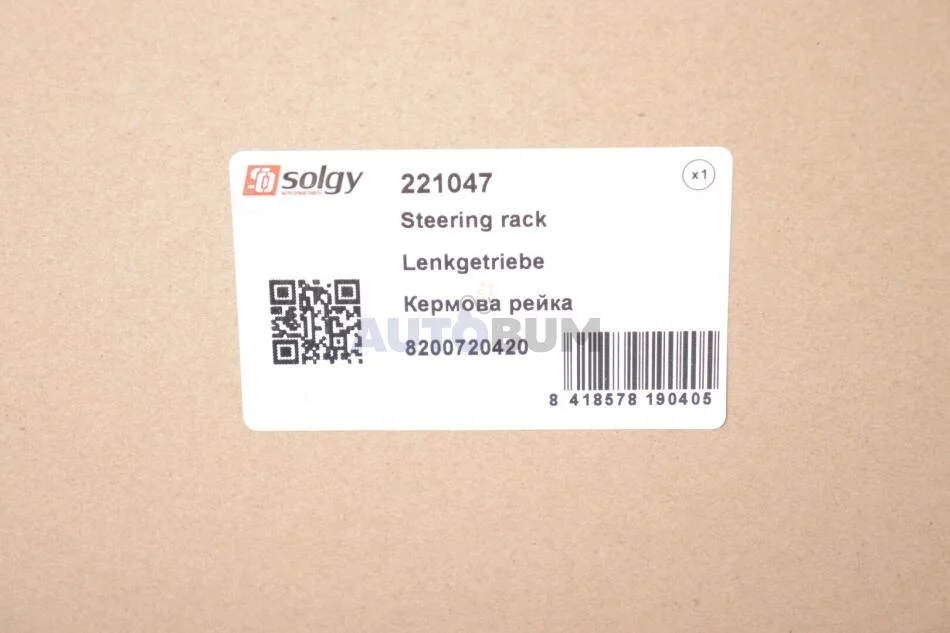 solgy
221047
x1
Steering rack
Lenkgetriebe
Кермова рейка
AUTOBUM
8200720420
8 418578 190405